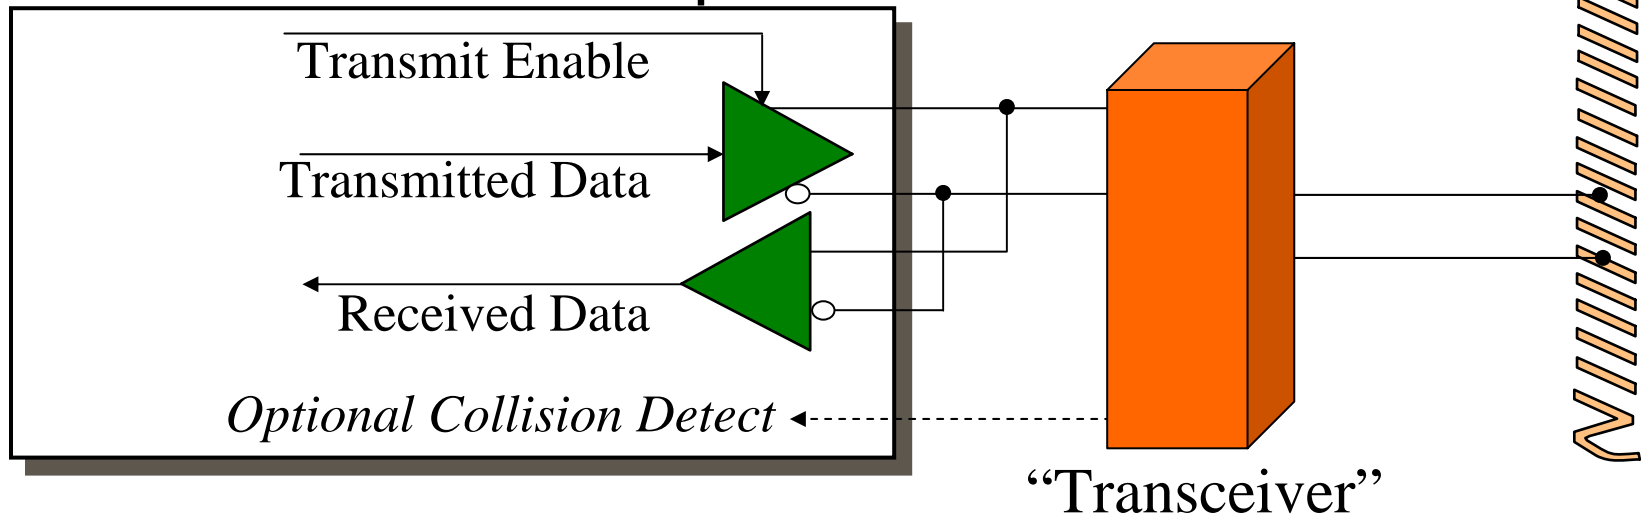 Transmit Enable
Transmitted Data
Received Data
Optional Collision Detect
“Transceiver”